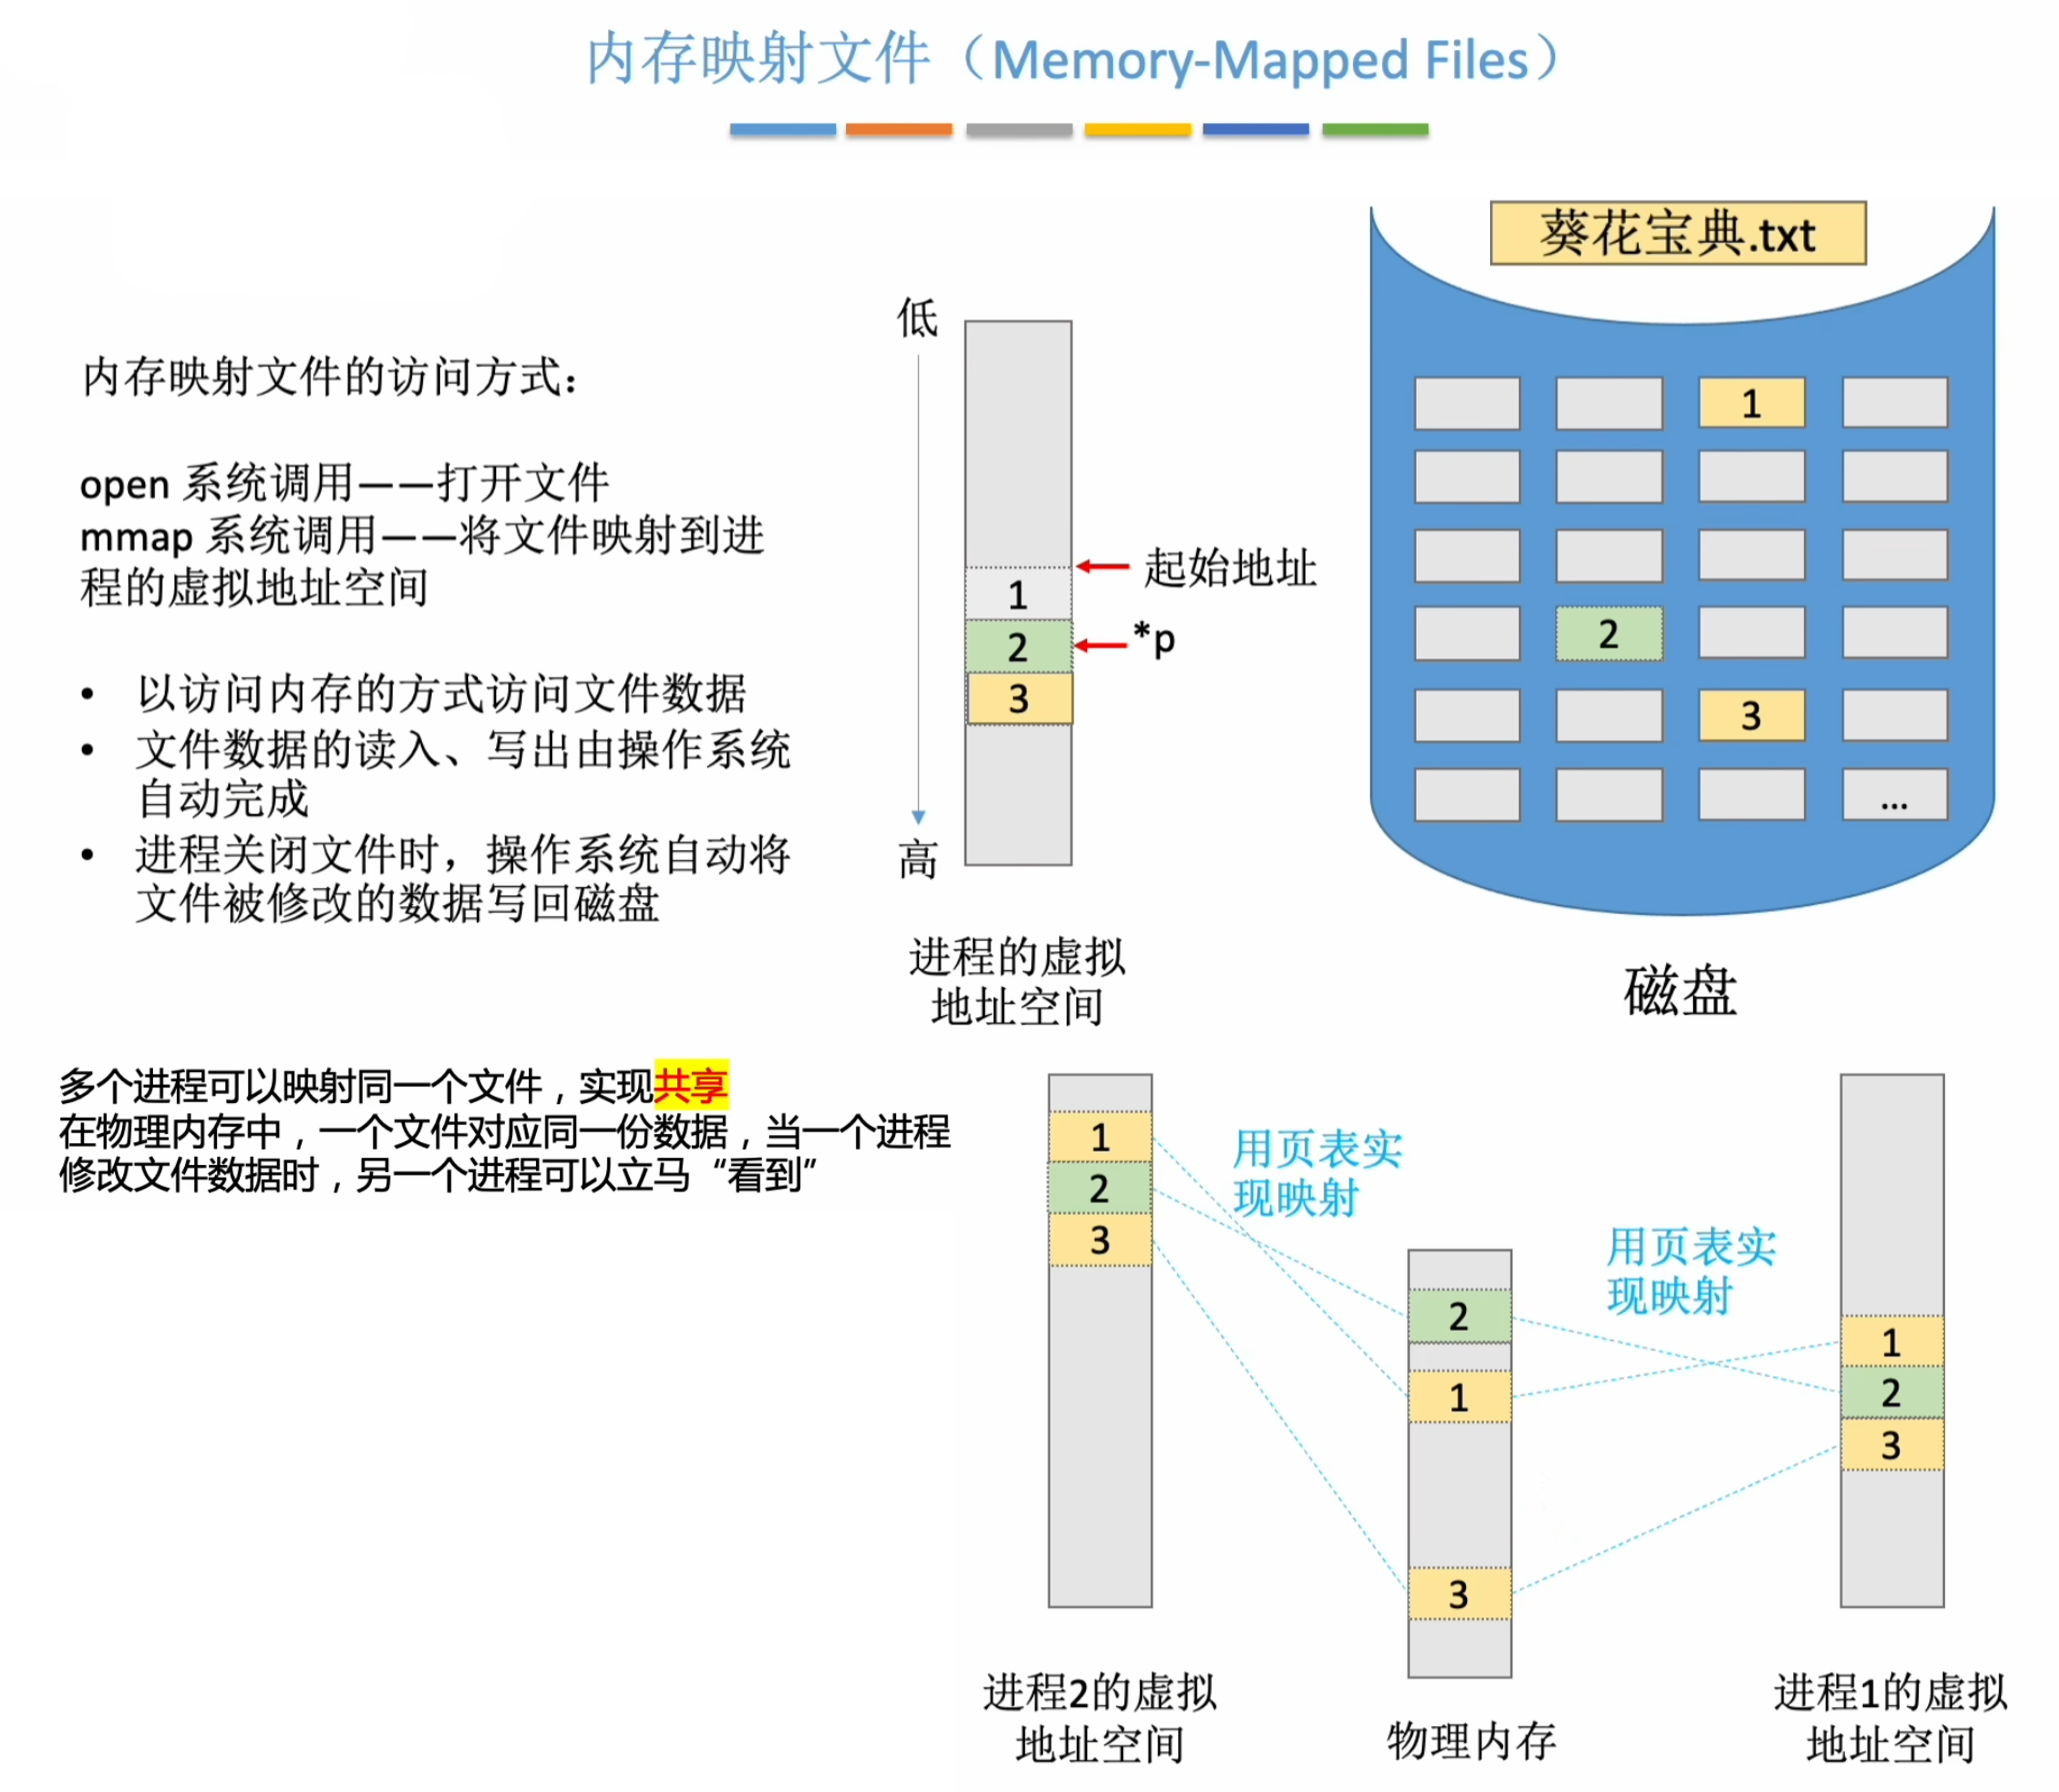 内存映射文件（Memory-Mapped Files）
内存映射文件的访问方式：
open 系统调用——打开文件
mmap 系统调用——将文件映射到进
程的虚拟地址空间
• 以访问内存的方式访问文件数据
• 文件数据的读入、写出由操作系统
自动完成
• 进程关闭文件时，操作系统自动将
文件被修改的数据写回磁盘
低
起始地址
1
2
*p
3
高
进程的虚拟
地址空间
葵花宝典.txt
1
2
3
...
磁盘
多个进程可以映射同一个文件，实现共享
在物理内存中，一个文件对应同一份数据，当一个进程
修改文件数据时，另一个进程可以立马“看到”
1
2
3
进程2的虚拟
地址空间
用页表实
现映射
2
1
3
物理内存
用页表实
现映射
1
2
3
进程1的虚拟
地址空间